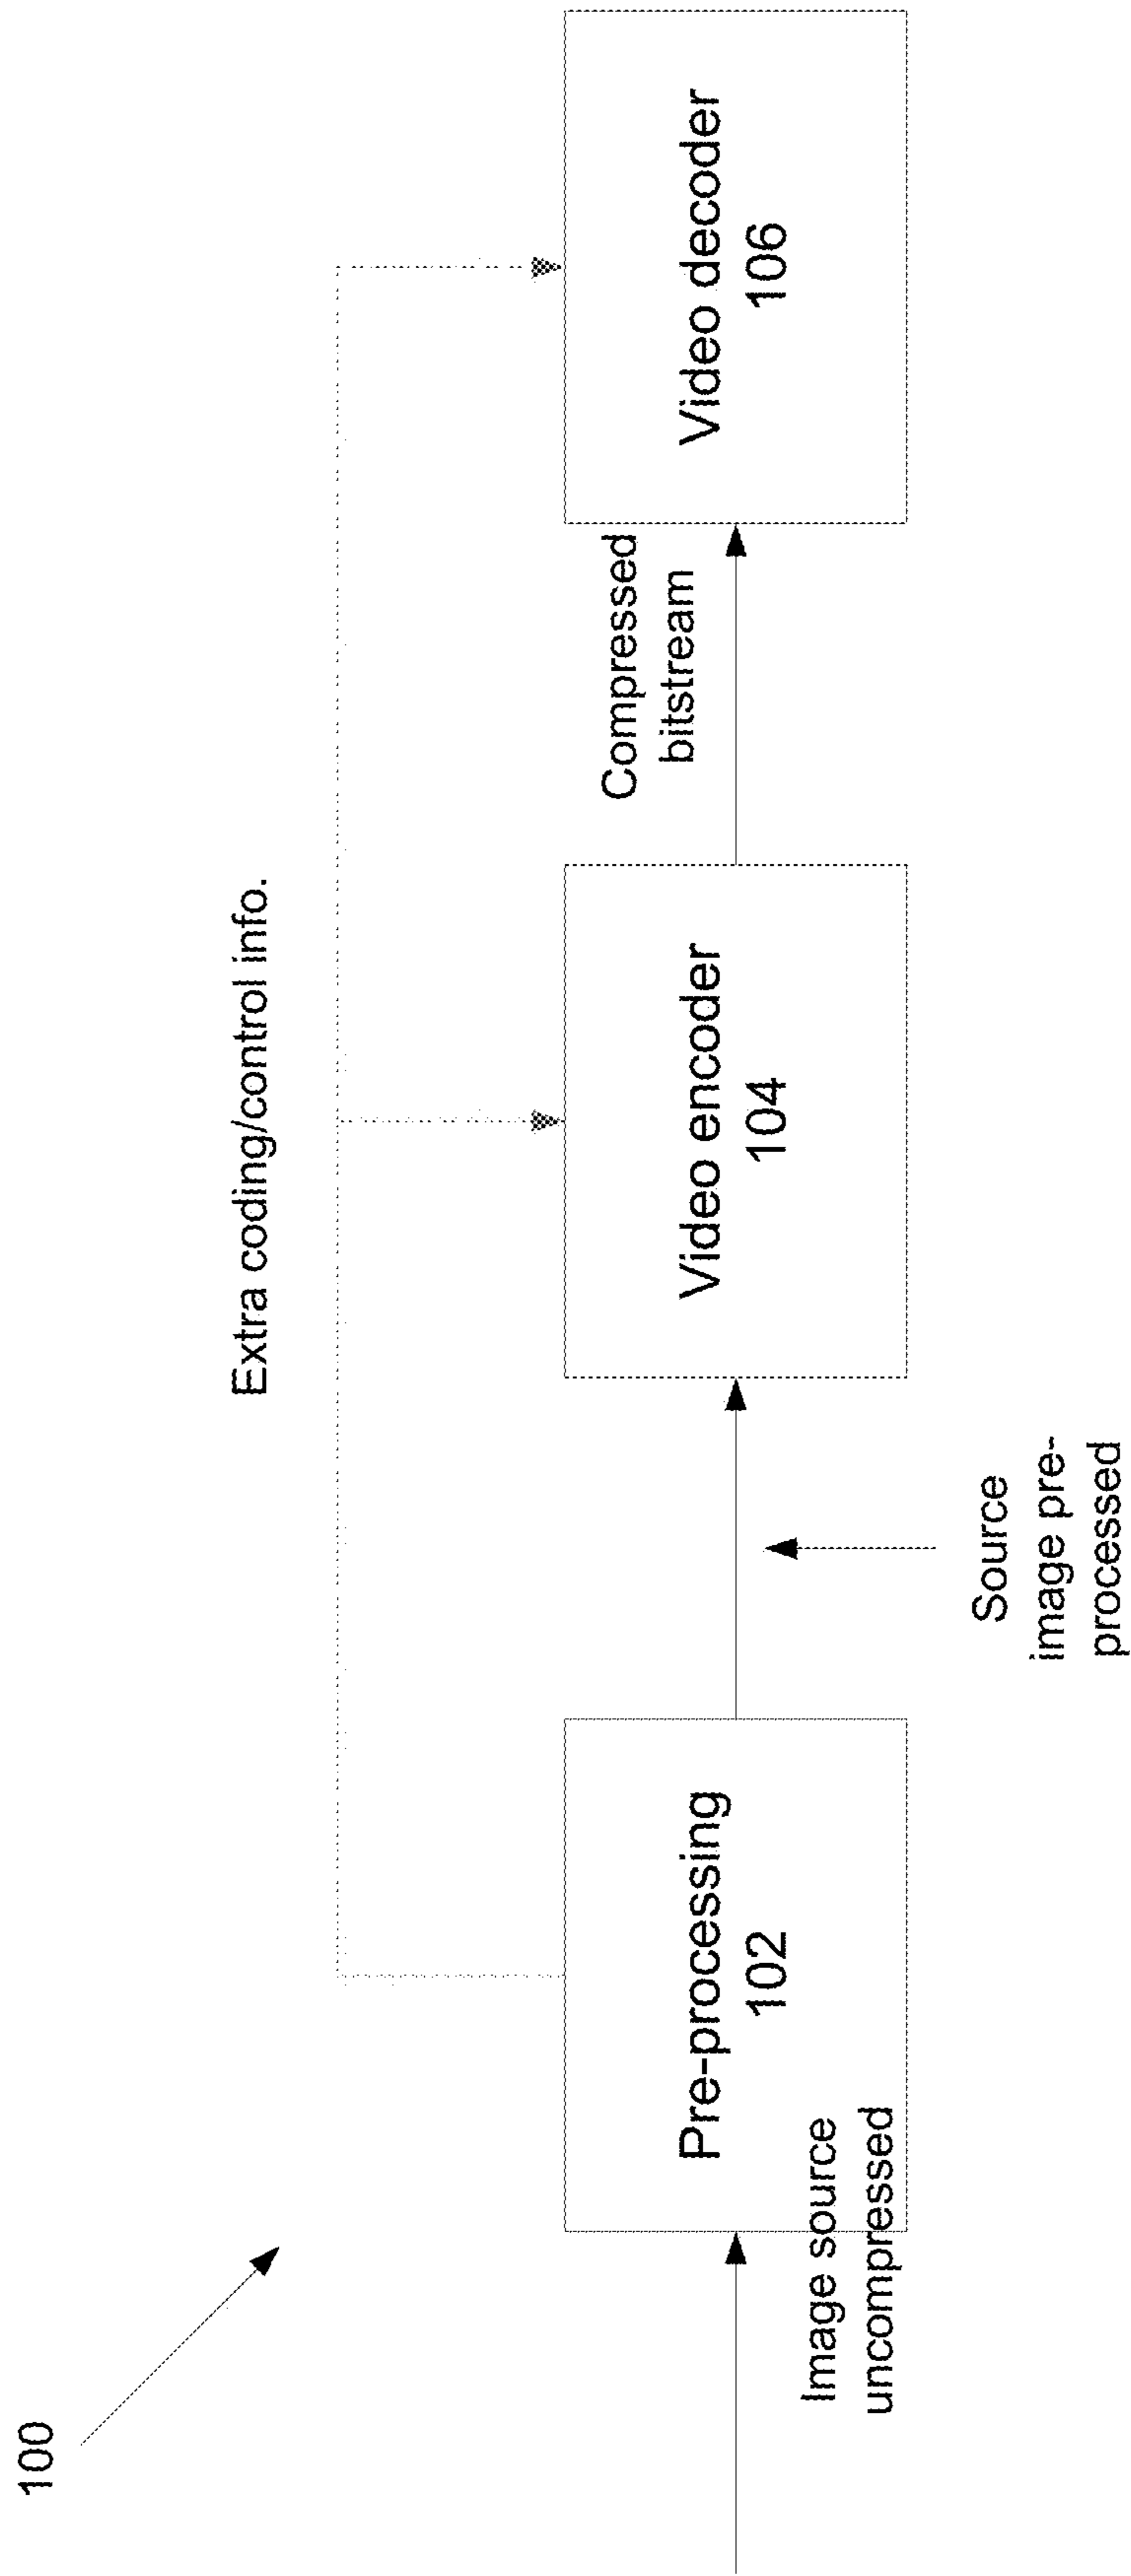 100
Extra coding/control info.
Image source
uncompressed
Pre-processing
102
Source
image pre-
processed
Video encoder
104
Compressed
bitstream
Video decoder
106